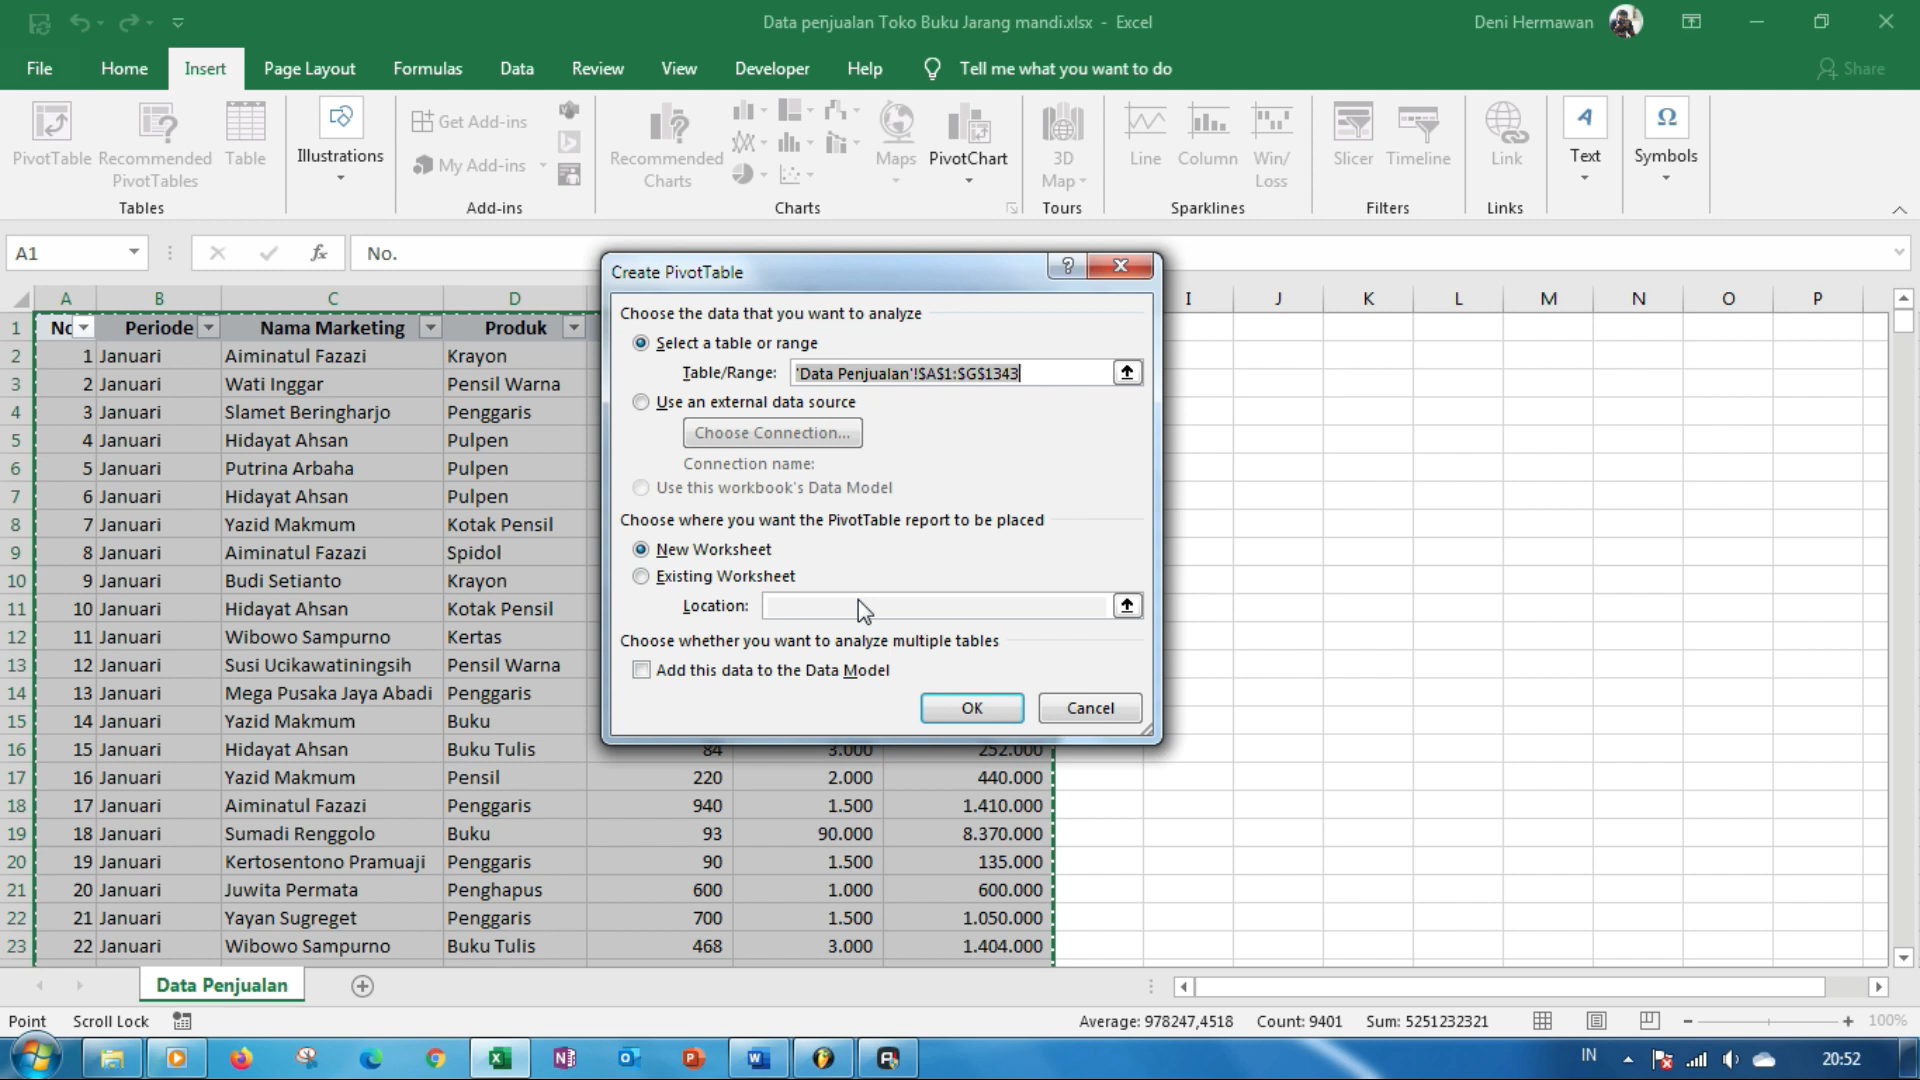 Data penjualan Toko Buku Jarang mandi.xlsx - Excel
Deni Hermawan
File Home Insert Page Layout Formulas Data Review View Developer Help Tell me what you want to do Share
PivotTable Recommended PivotTables Table
Tables
Illustrations
Get Add-ins
My Add-ins
Add-ins
Recommended Charts
Maps PivotChart
Charts
3D Map
Tours
Line Column Win/Loss
Sparklines
Slicer Timeline
Filters
Link
Links
Text
Symbols
A1 fx No.
Create PivotTable
Choose the data that you want to analyze
Select a table or range
Table/Range: 'Data Penjualan'!$A$1:$G$1343
Use an external data source
Choose Connection...
Connection name:
Use this workbook's Data Model
Choose where you want the PivotTable report to be placed
New Worksheet
Existing Worksheet
Location:
Choose whether you want to analyze multiple tables
Add this data to the Data Model
OK Cancel
A B C D I J K L M N O P
1 No Periode Nama Marketing Produk
2 1 Januari Aiminatul Fazazi Krayon
3 2 Januari Wati Inggar Pensil Warna
4 3 Januari Slamet Beringharjo Penggaris
5 4 Januari Hidayat Ahsan Pulpen
6 5 Januari Putrina Arbaha Pulpen
7 6 Januari Hidayat Ahsan Pulpen
8 7 Januari Yazid Makmum Kotak Pensil
9 8 Januari Aiminatul Fazazi Spidol
10 9 Januari Budi Setianto Krayon
11 10 Januari Hidayat Ahsan Kotak Pensil
12 11 Januari Wibowo Sampurno Kertas
13 12 Januari Susi Ucikawatiningsih Pensil Warna
14 13 Januari Mega Pusaka Jaya Abadi Penggaris
15 14 Januari Yazid Makmum Buku
16 15 Januari Hidayat Ahsan Buku Tulis 84 3.000 252.000
17 16 Januari Yazid Makmum Pensil 220 2.000 440.000
18 17 Januari Aiminatul Fazazi Penggaris 940 1.500 1.410.000
19 18 Januari Sumadi Renggolo Buku 93 90.000 8.370.000
20 19 Januari Kertosentono Pramuaji Penggaris 90 1.500 135.000
21 20 Januari Juwita Permata Penghapus 600 1.000 600.000
22 21 Januari Yayan Sugreget Penggaris 700 1.500 1.050.000
23 22 Januari Wibowo Sampurno Buku Tulis 468 3.000 1.404.000
Data Penjualan
Point Scroll Lock Average: 978247,4518 Count: 9401 Sum: 5251232321 100%
IN 20:52